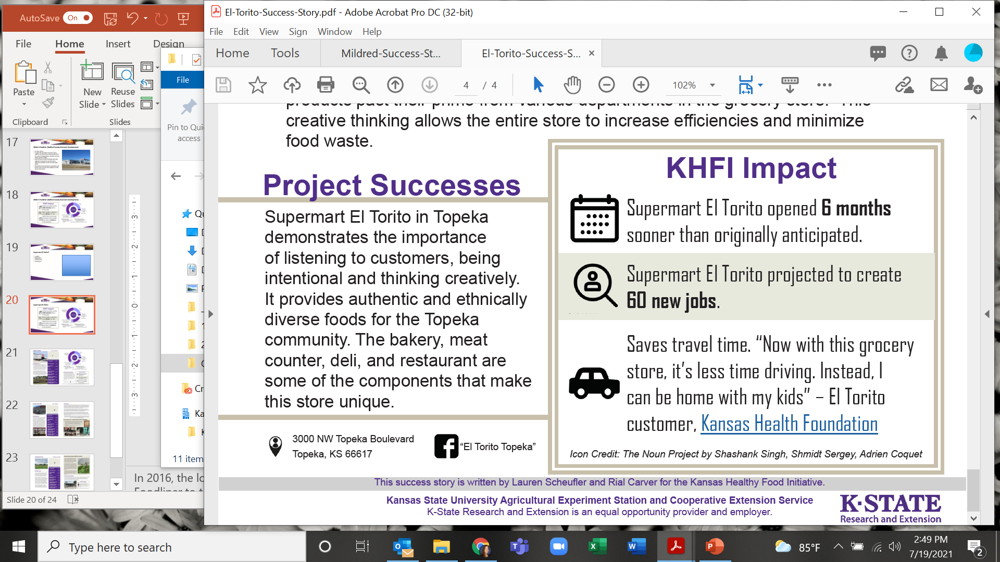 AutoSave On
File Home Insert Design
Paste
New Slide
Reuse Slides
Clipboard
Slides
17
18
19
20
21
22
23
Slide 20 of 24
In 2016, the lo
File
Pin to Qui
access
Qu
Cr
Ka
11 item
El-Torito-Success-Story.pdf - Adobe Acrobat Pro DC (32-bit)
File Edit View Sign Window Help
Home Tools Mildred-Success-St... El-Torito-Success-S... ×
4 / 4
102%
creative thinking allows the entire store to increase efficiencies and minimize
food waste.
Project Successes
Supermart El Torito in Topeka
demonstrates the importance
of listening to customers, being
intentional and thinking creatively.
It provides authentic and ethnically
diverse foods for the Topeka
community. The bakery, meat
counter, deli, and restaurant are
some of the components that make
this store unique.
3000 NW Topeka Boulevard
Topeka, KS 66617
“El Torito Topeka”
KHFI Impact
Supermart El Torito opened 6 months
sooner than originally anticipated.
Supermart El Torito projected to create
60 new jobs.
Saves travel time. “Now with this grocery
store, it’s less time driving. Instead, I
can be home with my kids” – El Torito
customer, Kansas Health Foundation
Icon Credit: The Noun Project by Shashank Singh, Shmidt Sergey, Adrien Coquet
This success story is written by Lauren Scheufler and Rial Carver for the Kansas Healthy Food Initiative.
Kansas State University Agricultural Experiment Station and Cooperative Extension Service
K-State Research and Extension is an equal opportunity provider and employer.
K-STATE
Research and Extension
Type here to search
85°F
2:49 PM
7/19/2021
2